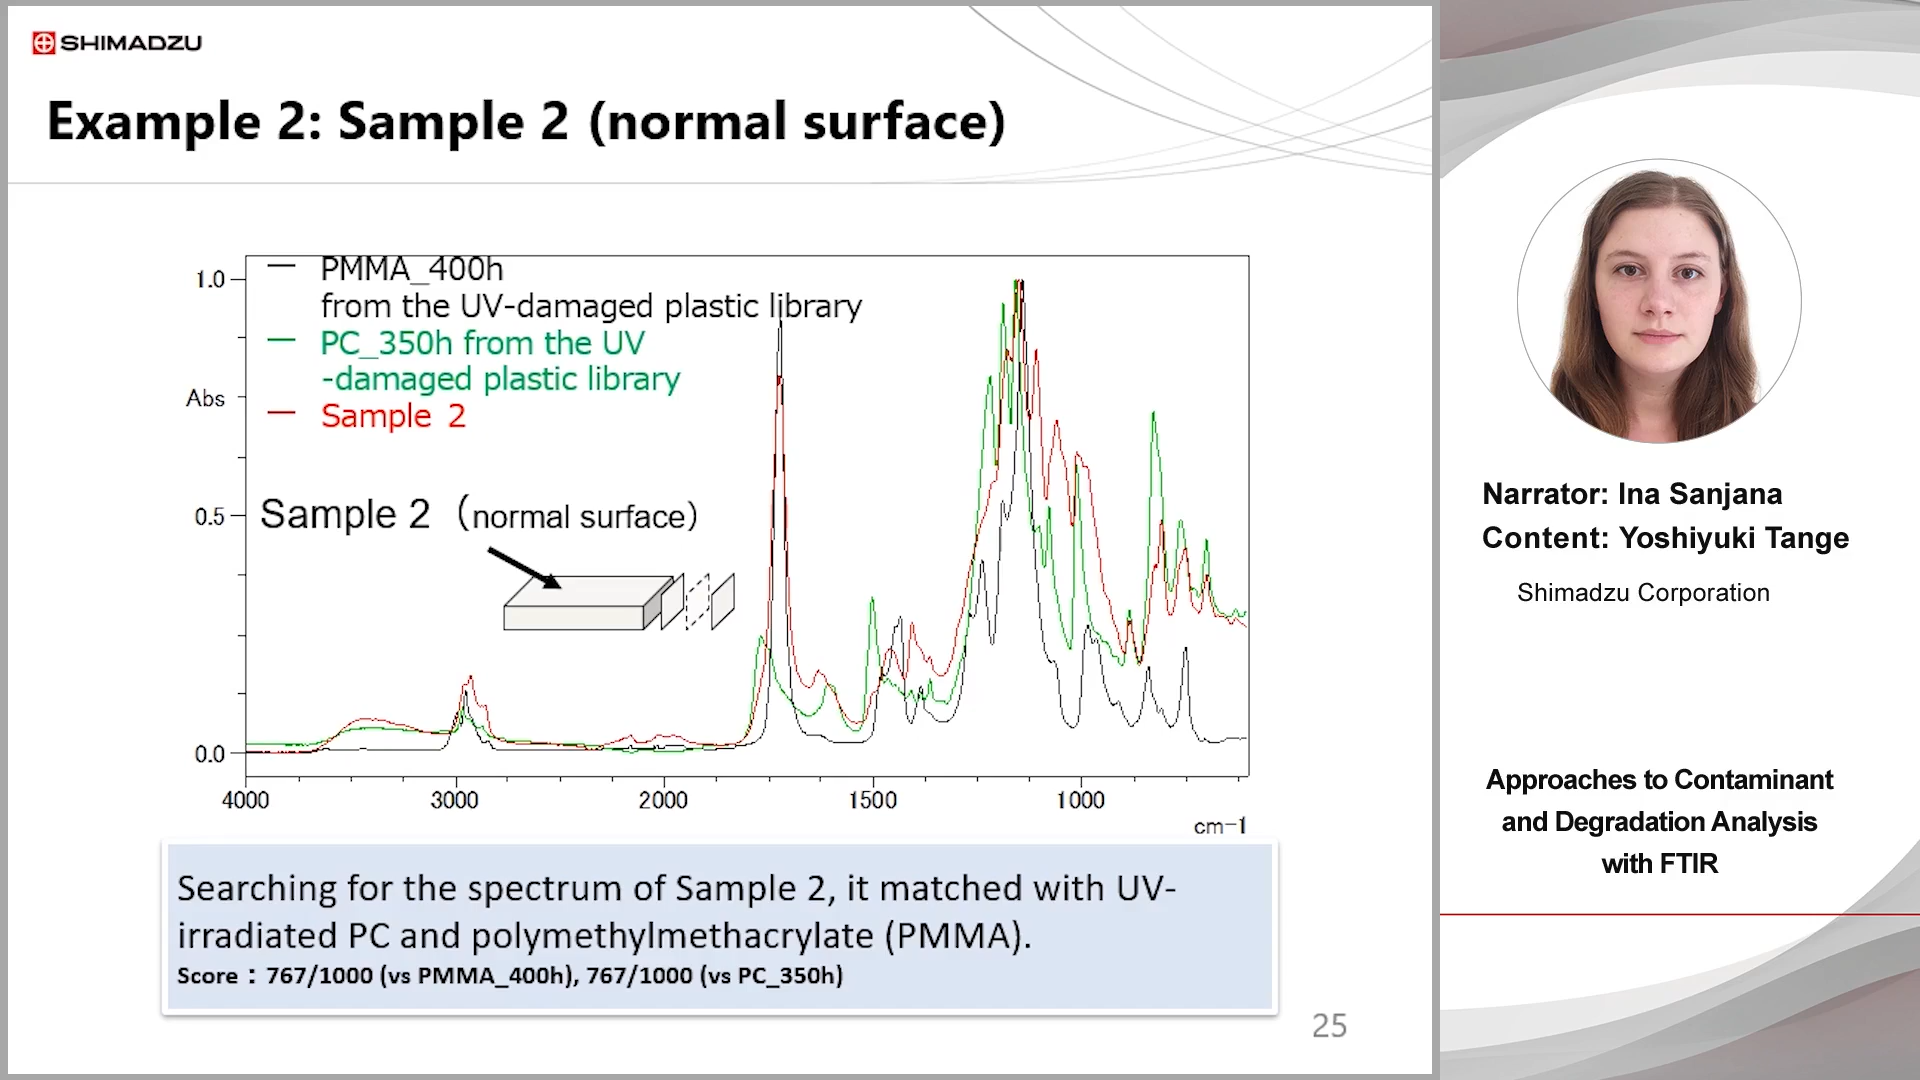 SHIMADZU
Example 2: Sample 2 (normal surface)
PMMA_400h
from the UV-damaged plastic library
PC_350h from the UV
-damaged plastic library
Sample 2
Sample 2 (normal surface)
1.0
Abs
0.5
0.0
4000 3000 2000 1500 1000
cm-1
Searching for the spectrum of Sample 2, it matched with UV-
irradiated PC and polymethylmethacrylate (PMMA).
Score : 767/1000 (vs PMMA_400h), 767/1000 (vs PC_350h)
25
Narrator: Ina Sanjana
Content: Yoshiyuki Tange
Shimadzu Corporation
Approaches to Contaminant
and Degradation Analysis
with FTIR